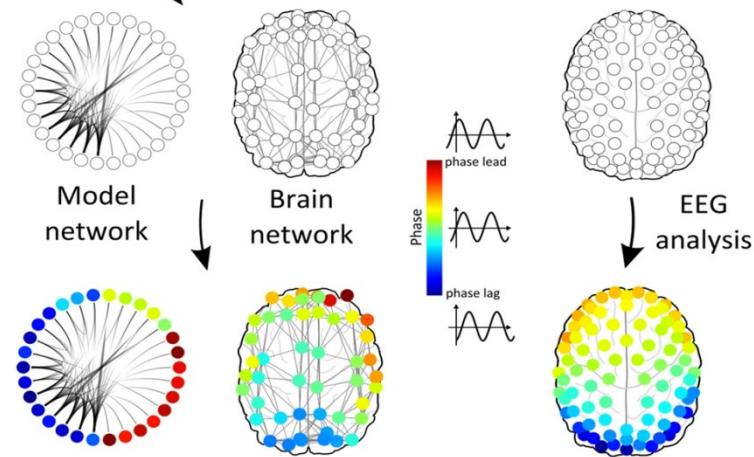 Model
network
Brain
network
phase lead
Phase
phase lag
EEG
analysis